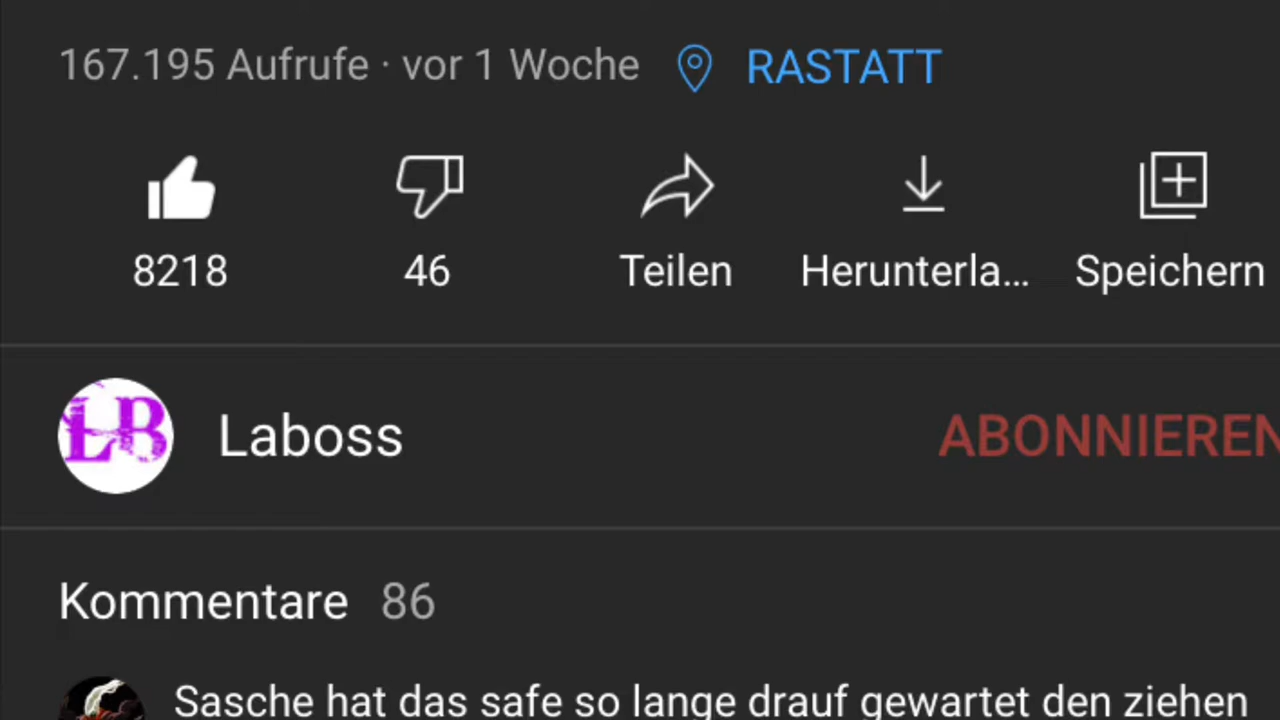 167.195 Aufrufe · vor 1 Woche RASTATT
8218 46 Teilen Herunterla... Speichern
LB Laboss ABONNIEREN
Kommentare 86
Sasche hat das safe so lange drauf gewartet den ziehen